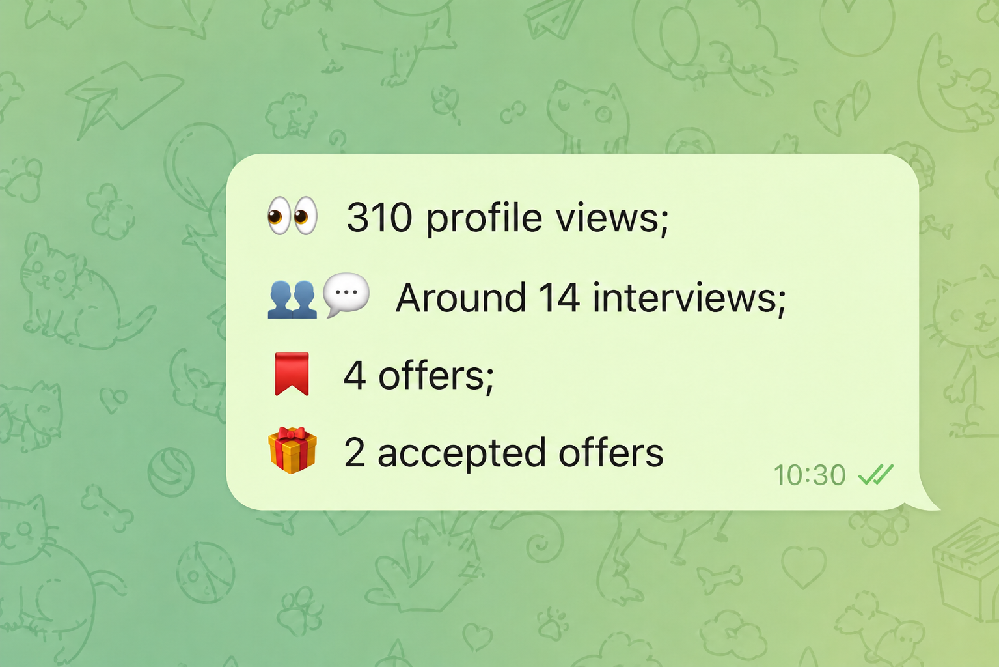 👀 310 profile views;
👥💬 Around 14 interviews;
🔖 4 offers;
🎁 2 accepted offers
10:30